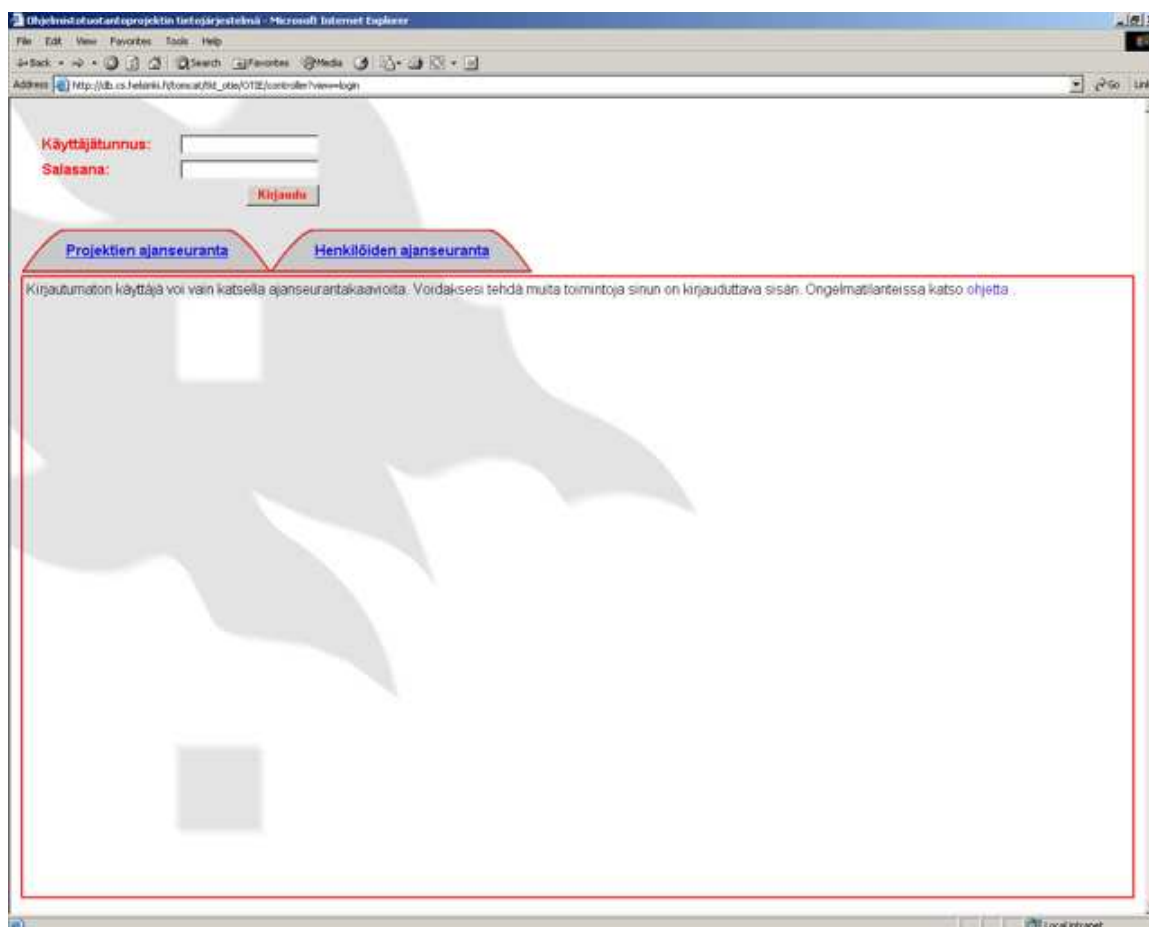 Ohjelmistotuotantoprojektin tietojärjestelmä - Microsoft Internet Explorer
File Edit View Favorites Tools Help
Back Search Favorites Media
Address http://db.cs.helsinki.fi/tomcat/tkt_otie/OTIE/controller?view=login Go
Käyttäjätunnus:
Salasana:
Kirjaudu
Projektien ajanseuranta Henkilöiden ajanseuranta
Kirjautumaton käyttäjä voi vain katsella ajanseurantakaavioita. Voidaksesi tehdä muita toimintoja sinun on kirjauduttava sisän. Ongelmatilanteissa katso ohjetta .
Local intranet